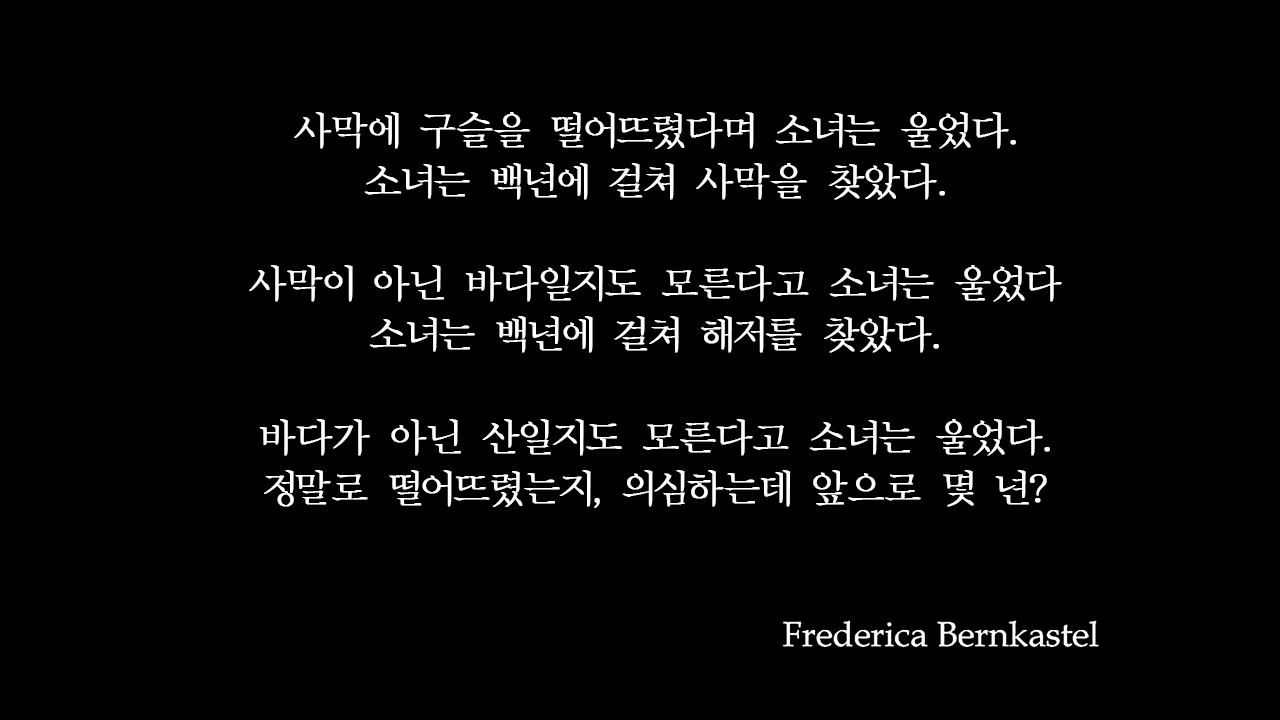 사막에 구슬을 떨어뜨렸다며 소녀는 울었다.
소녀는 백년에 걸쳐 사막을 찾았다.
사막이 아닌 바다일지도 모른다고 소녀는 울었다
소녀는 백년에 걸쳐 해저를 찾았다.
바다가 아닌 산일지도 모른다고 소녀는 울었다.
정말로 떨어뜨렸는지, 의심하는데 앞으로 몇 년?
Frederica Bernkastel